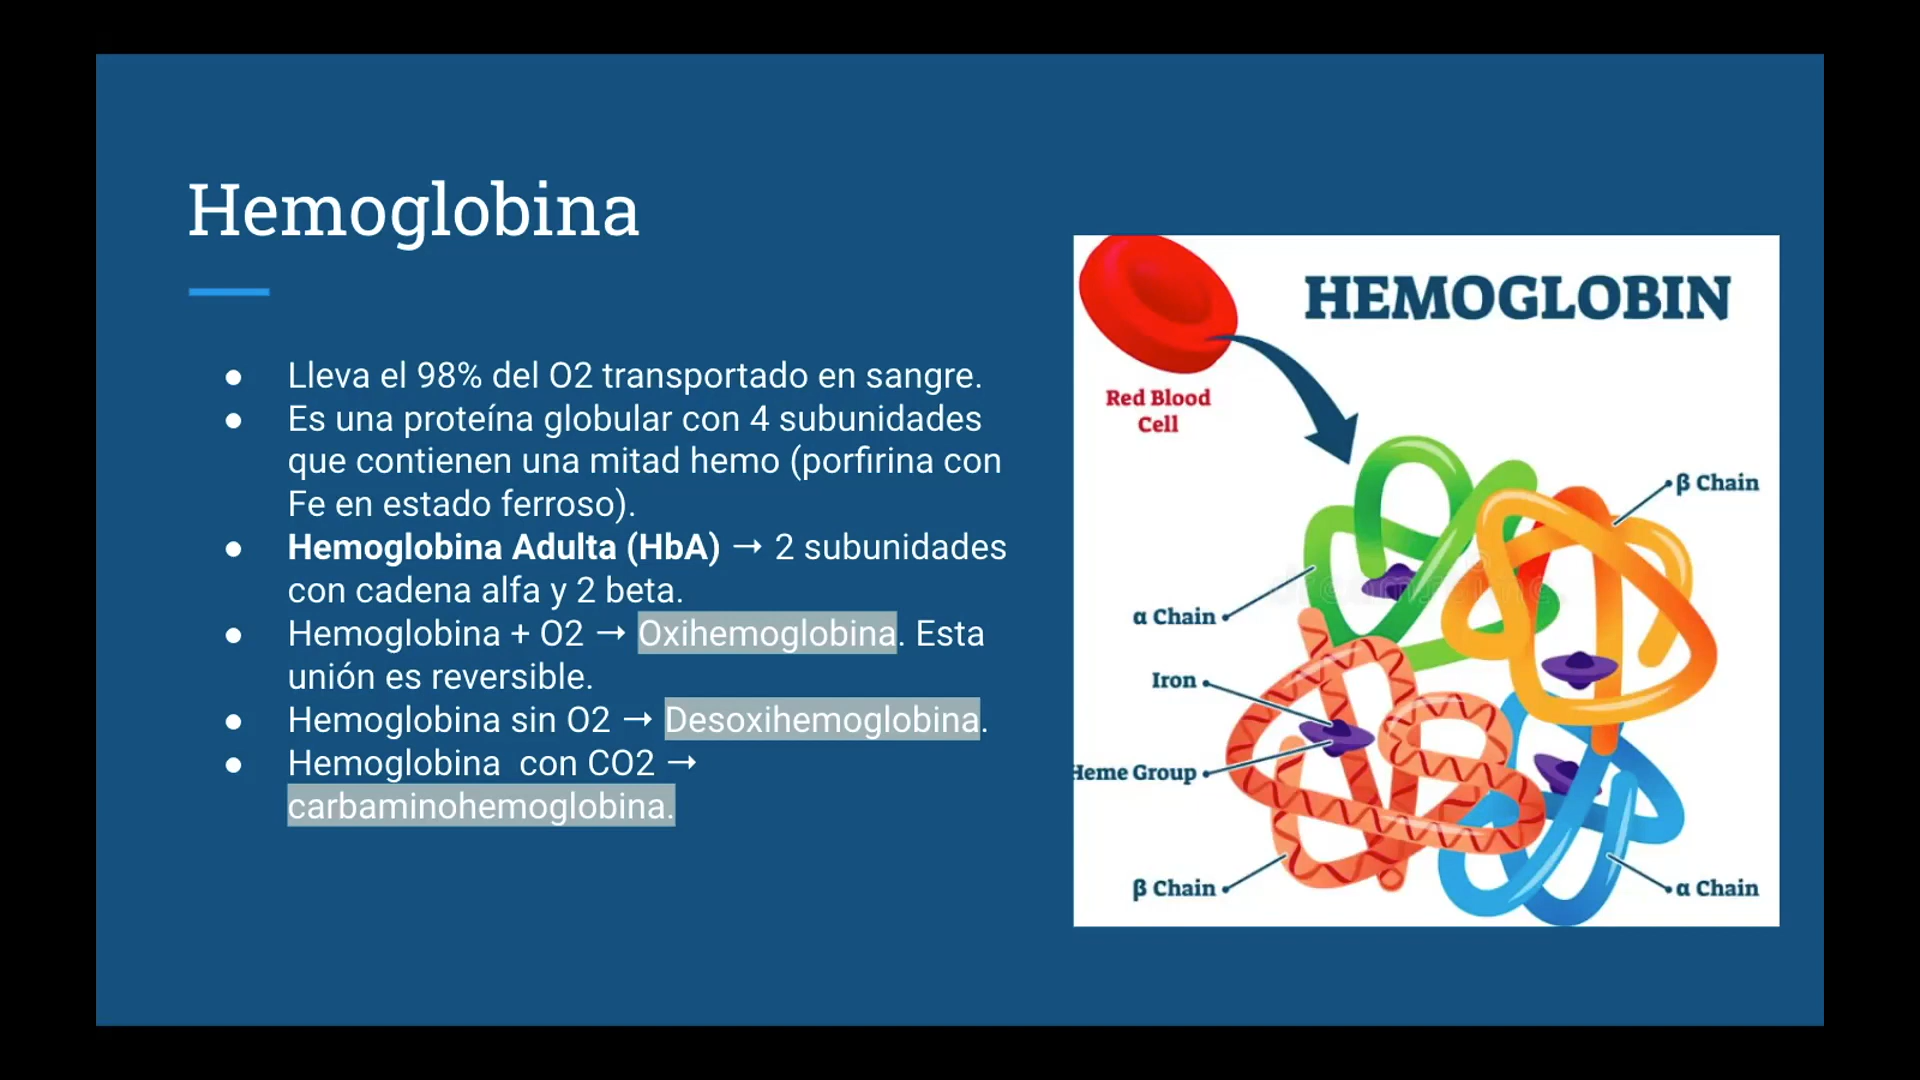 Hemoglobina
● Lleva el 98% del O2 transportado en sangre.
● Es una proteína globular con 4 subunidades
que contienen una mitad hemo (porfirina con
Fe en estado ferroso).
● Hemoglobina Adulta (HbA) → 2 subunidades
con cadena alfa y 2 beta.
● Hemoglobina + O2 → Oxihemoglobina. Esta
unión es reversible.
● Hemoglobina sin O2 → Desoxihemoglobina.
● Hemoglobina  con CO2 →
carbaminohemoglobina.
HEMOGLOBIN
Red Blood
Cell
β Chain
α Chain
Iron
Heme Group
β Chain
α Chain